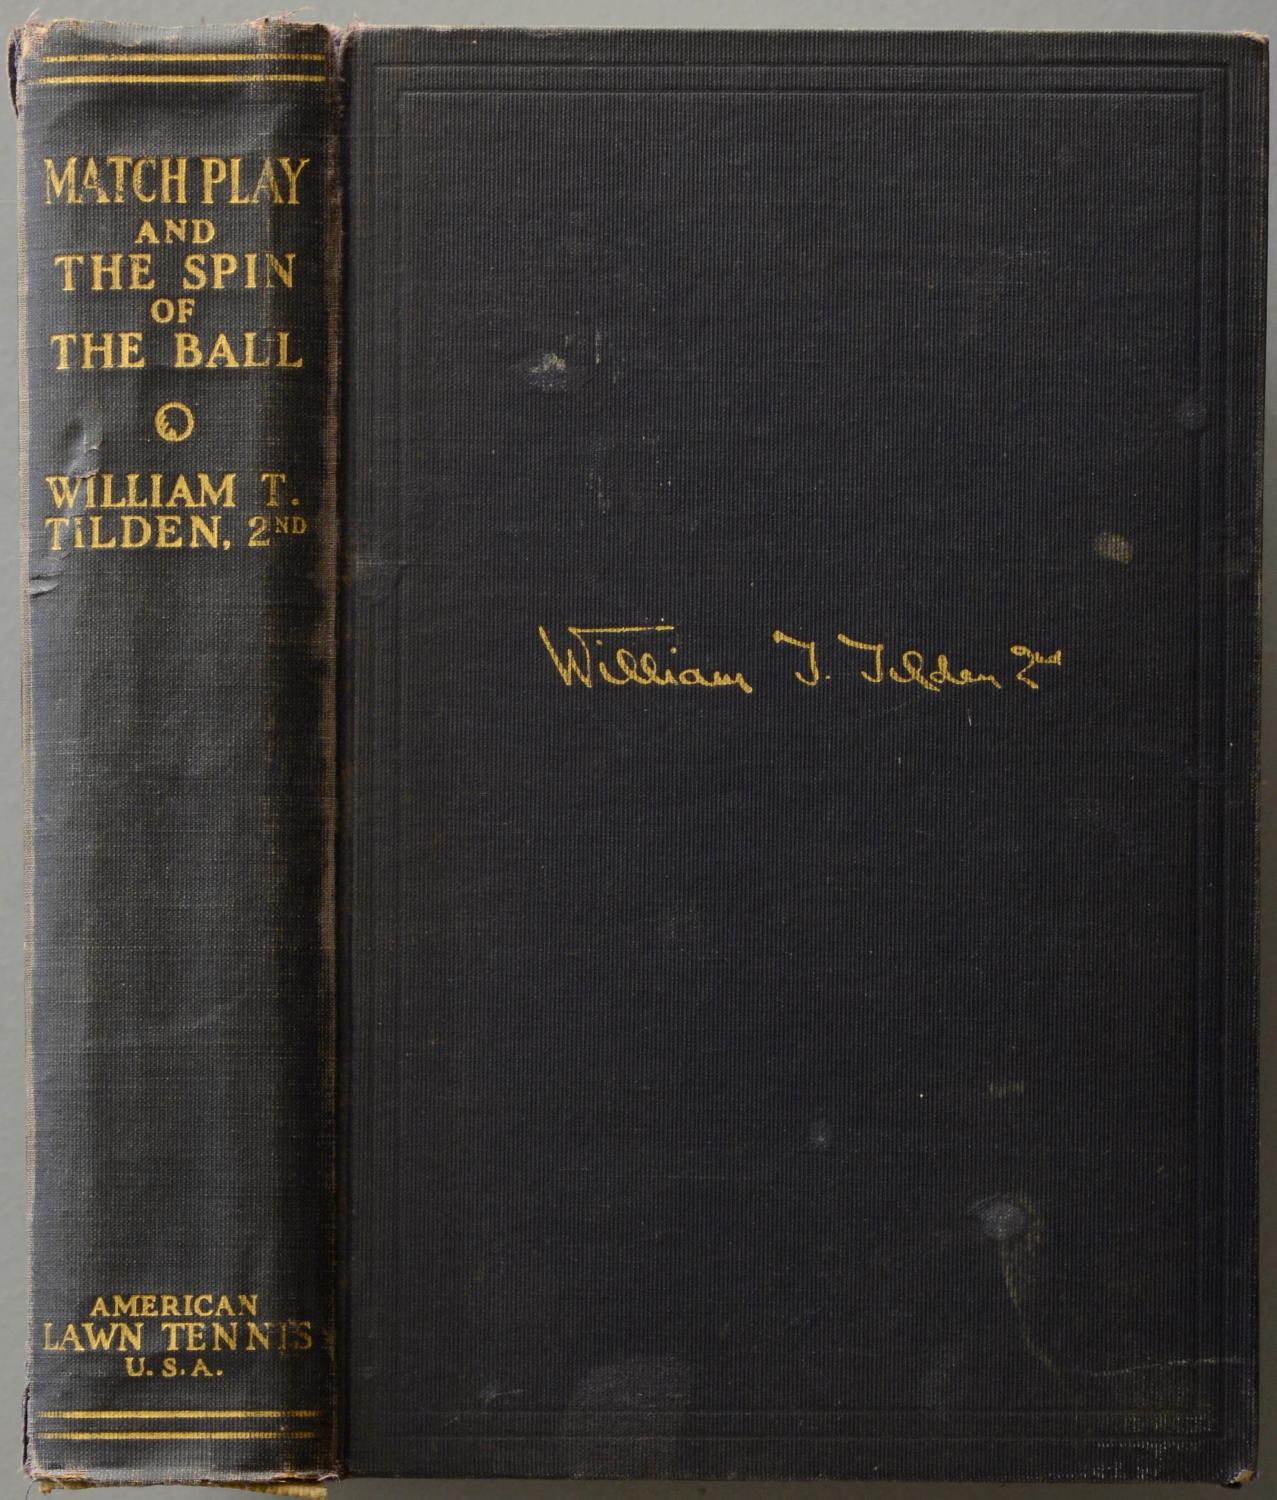 MATCH PLAY
AND
THE SPIN
OF
THE BALL
WILLIAM T.
TILDEN, 2ND
AMERICAN
LAWN TENNIS
U.S.A.
William T. Tilden 2nd